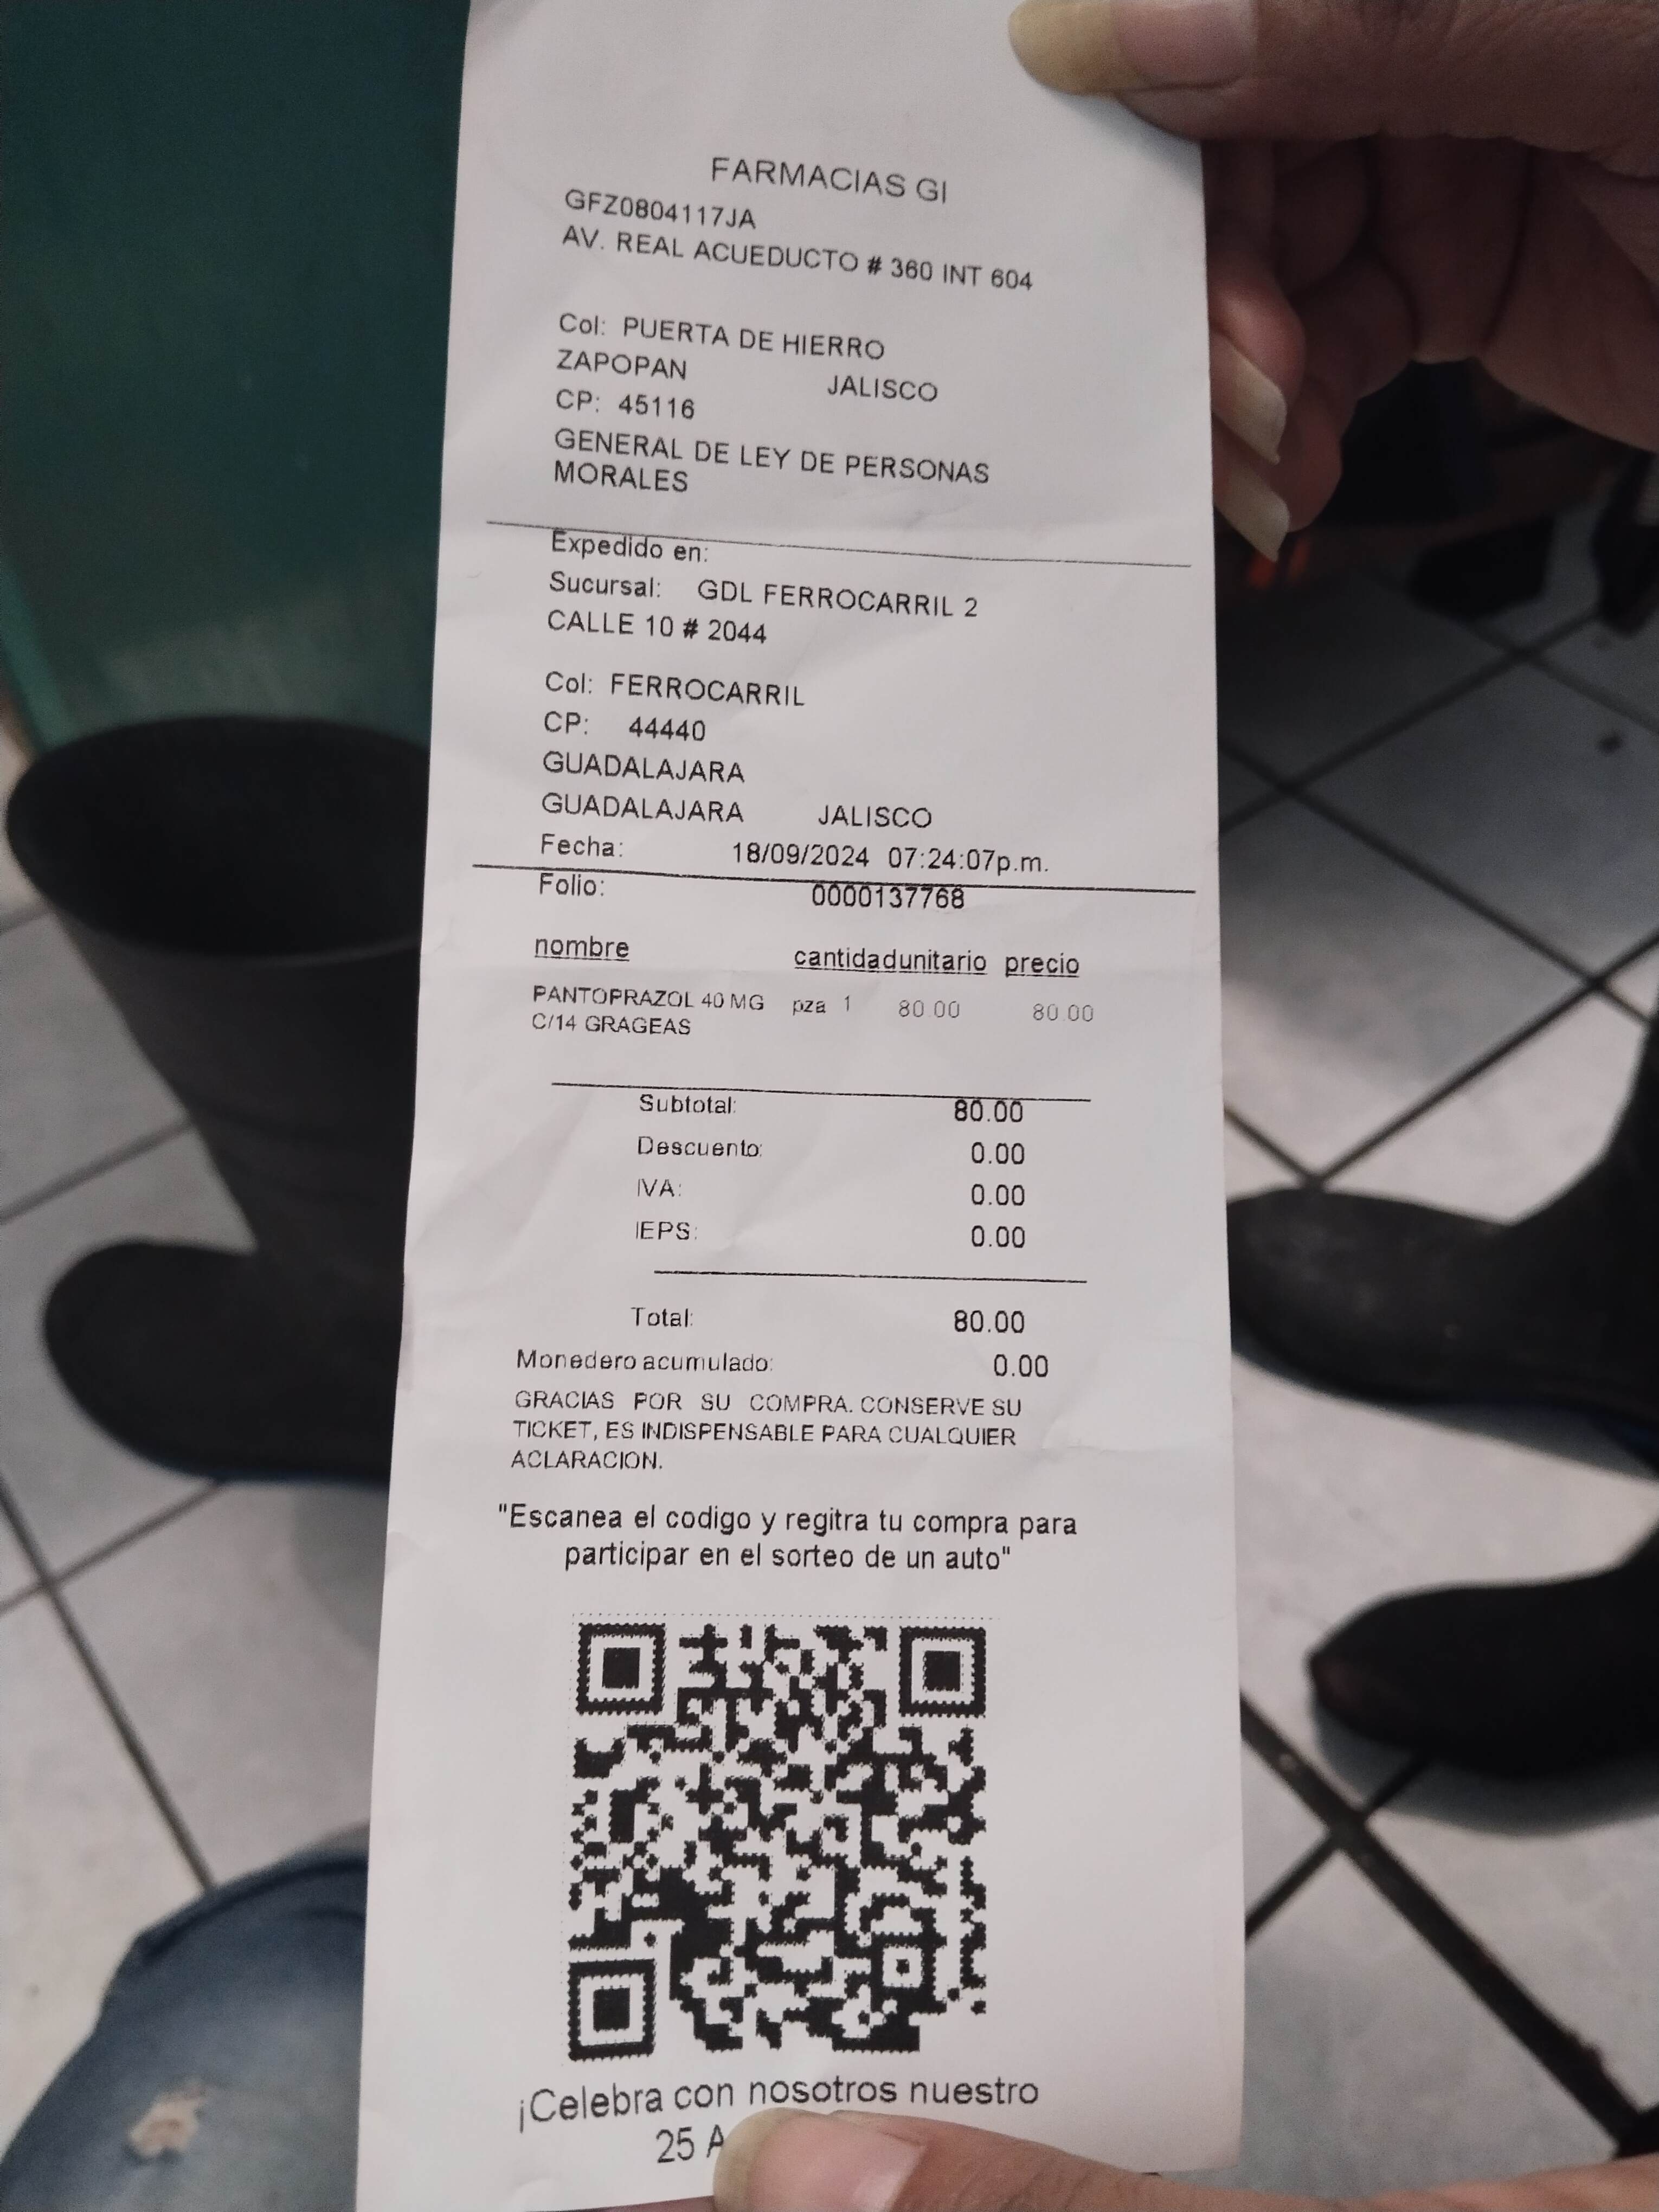 FARMACIAS GI
GFZ0804117JA
AV. REAL ACUEDUCTO # 360 INT 604
Col: PUERTA DE HIERRO
ZAPOPAN JALISCO
CP: 45116
GENERAL DE LEY DE PERSONAS
MORALES
Expedido en:
Sucursal: GDL FERROCARRIL 2
CALLE 10 # 2044
Col: FERROCARRIL
CP: 44440
GUADALAJARA
GUADALAJARA JALISCO
Fecha: 18/09/2024 07:24:07p.m.
Folio: 0000137768
nombre cantidadunitario precio
PANTOPRAZOL 40 MG pza 1 80.00 80.00
C/14 GRAGEAS
Subtotal: 80.00
Descuento: 0.00
IVA: 0.00
IEPS: 0.00
Total: 80.00
Monedero acumulado: 0.00
GRACIAS POR SU COMPRA. CONSERVE SU
TICKET, ES INDISPENSABLE PARA CUALQUIER
ACLARACION.
"Escanea el codigo y regitra tu compra para
participar en el sorteo de un auto"
¡Celebra con nosotros nuestro
25